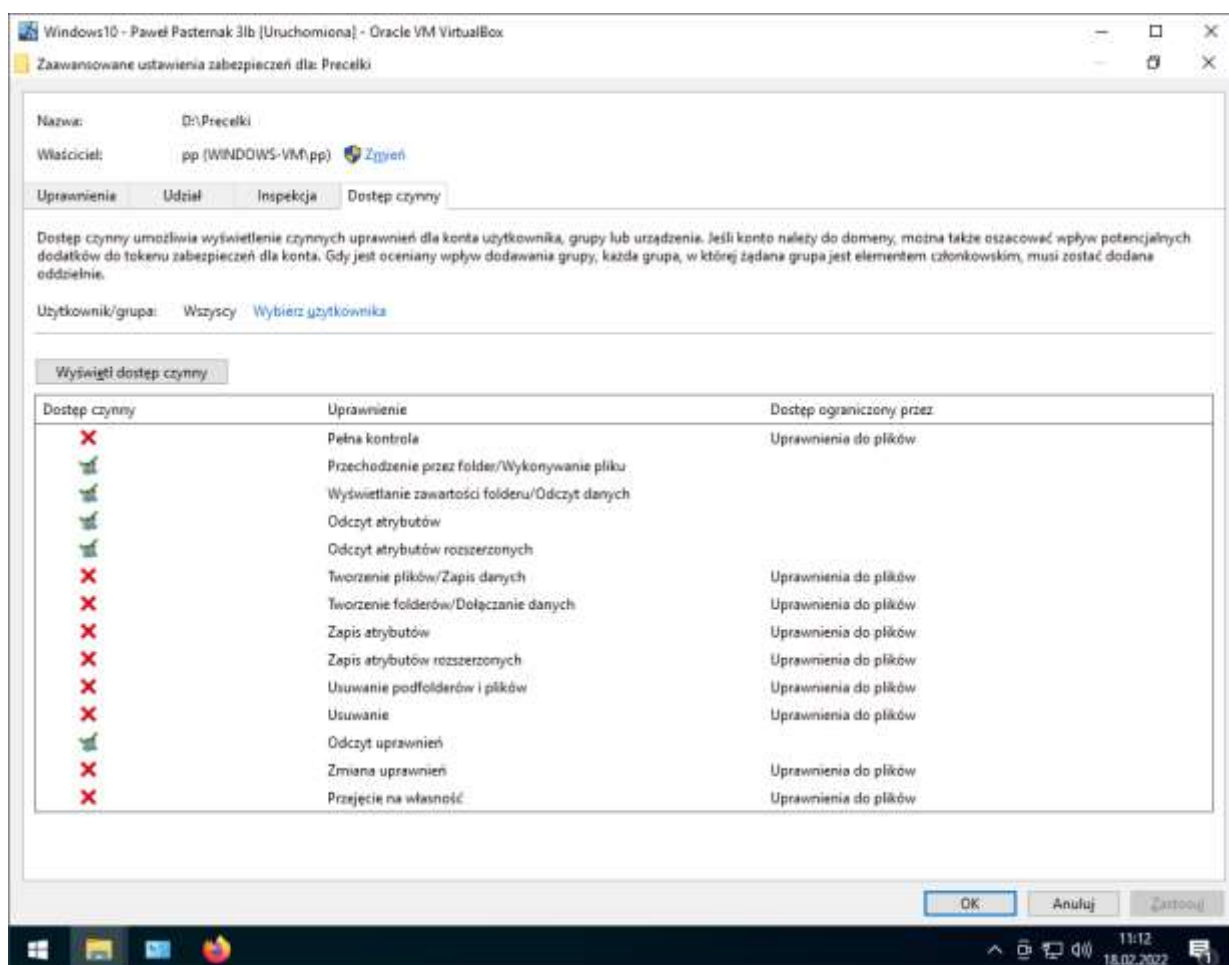 Windows10 - Paweł Pasternak 3lb [Uruchomiona] - Oracle VM VirtualBox
Zaawansowane ustawienia zabezpieczeń dla: Precelki
Nazwa: D:\Precelki
Właściciel: pp (WINDOWS-VM\pp) Zmień
Uprawnienia Udział Inspekcja Dostęp czynny
Dostęp czynny umożliwia wyświetlenie czynnych uprawnień dla konta użytkownika, grupy lub urządzenia. Jeśli konto należy do domeny, można także oszacować wpływ potencjalnych
dodatków do tokenu zabezpieczeń dla konta. Gdy jest oceniany wpływ dodawania grupy, każda grupa, w której żądana grupa jest elementem członkowskim, musi zostać dodana
oddzielnie.
Użytkownik/grupa: Wszyscy Wybierz użytkownika
Wyświetl dostęp czynny
Dostęp czynny Uprawnienie Dostęp ograniczony przez
Pełna kontrola Uprawnienia do plików
Przechodzenie przez folder/Wykonywanie pliku
Wyświetlanie zawartości folderu/Odczyt danych
Odczyt atrybutów
Odczyt atrybutów rozszerzonych
Tworzenie plików/Zapis danych Uprawnienia do plików
Tworzenie folderów/Dołączanie danych Uprawnienia do plików
Zapis atrybutów Uprawnienia do plików
Zapis atrybutów rozszerzonych Uprawnienia do plików
Usuwanie podfolderów i plików Uprawnienia do plików
Usuwanie Uprawnienia do plików
Odczyt uprawnień
Zmiana uprawnień Uprawnienia do plików
Przejęcie na własność Uprawnienia do plików
OK Anuluj Zastosuj
11:12
18.02.2022